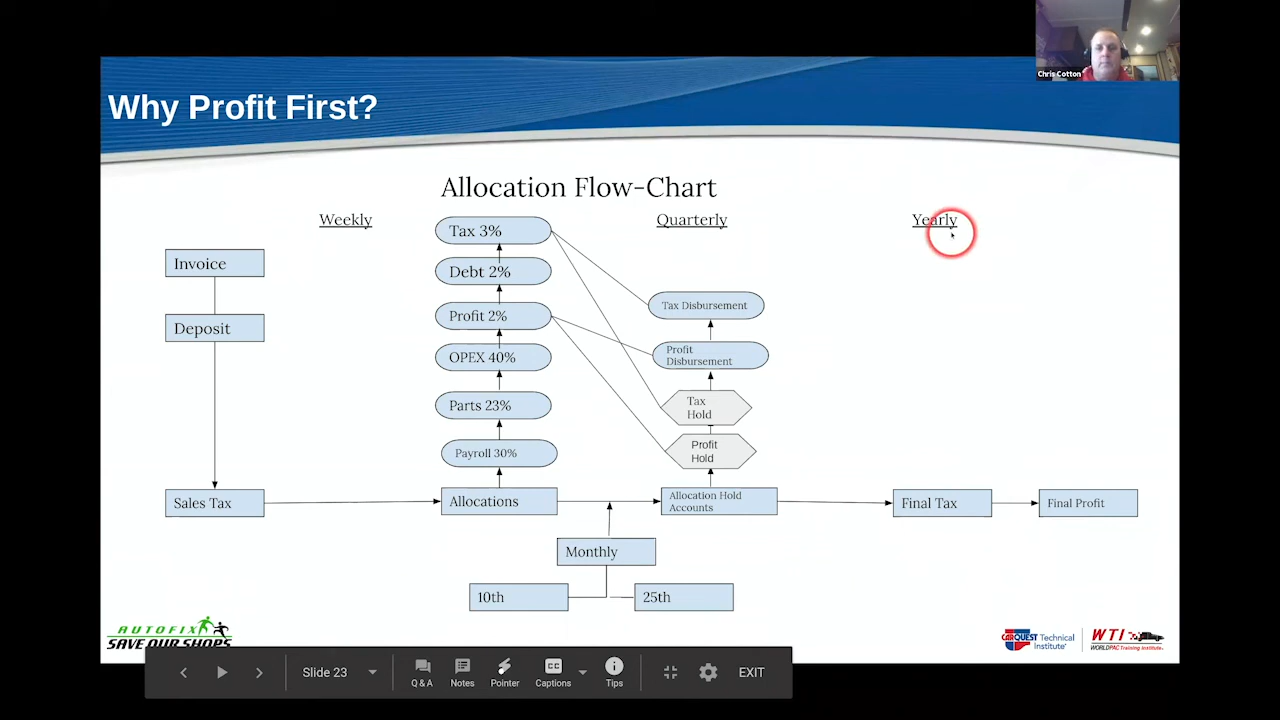 Chris Cotton
Why Profit First?
Allocation Flow-Chart
Weekly
Quarterly
Yearly
Invoice
Deposit
Sales Tax
Tax 3%
Debt 2%
Profit 2%
OPEX 40%
Parts 23%
Payroll 30%
Allocations
Tax Disbursement
Profit
Disbursement
Tax
Hold
Profit
Hold
Allocation Hold
Accounts
Final Tax
Final Profit
Monthly
10th
25th
AUTOFIX
SAVE OUR SHOPS
CARQUEST Technical
Institute
WTI
WORLDPAC Training Institute
Slide 23
Q & A
Notes
Pointer
CC
Captions
Tips
EXIT